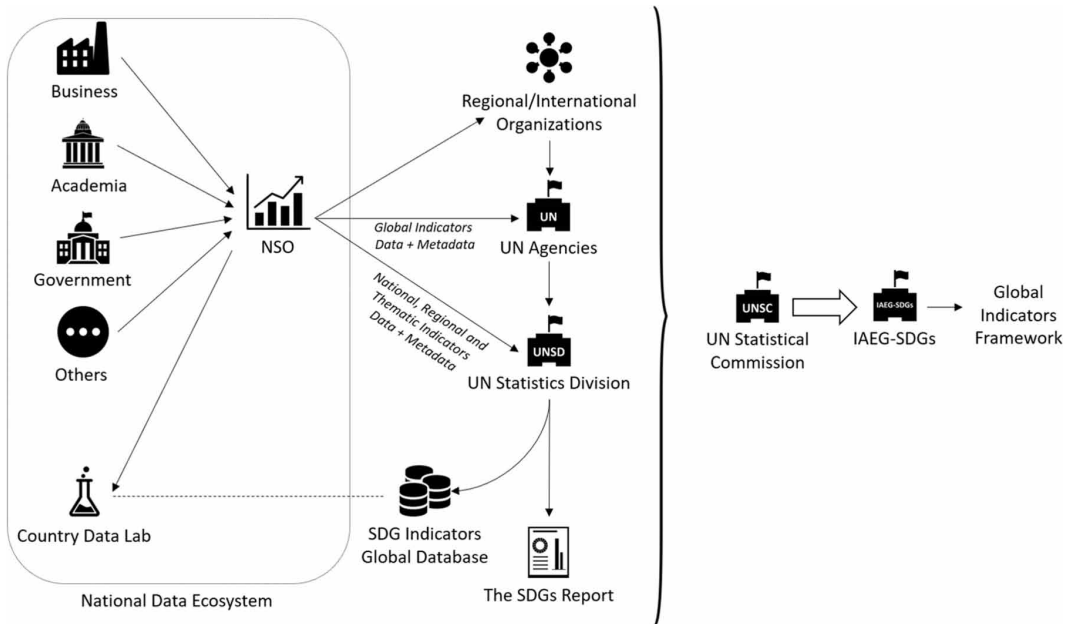 Business
Academia
Government
Others
NSO
Country Data Lab
National Data Ecosystem
Regional/International
Organizations
Global Indicators
Data + Metadata
UN
UN Agencies
National, Regional and
Thematic Indicators
Data + Metadata
UNSD
UN Statistics Division
SDG Indicators
Global Database
The SDGs Report
UNSC
UN Statistical
Commission
IAEG-SDGs
IAEG-SDGs
Global
Indicators
Framework